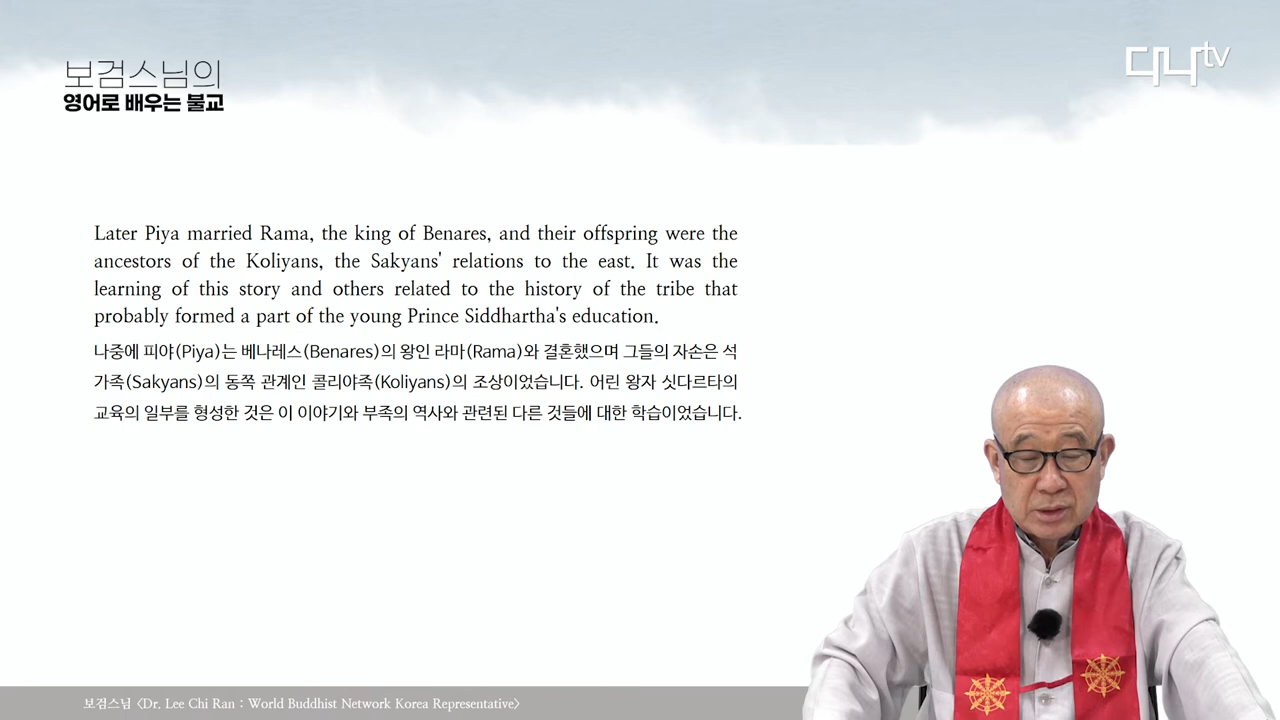 보검스님의
영어로 배우는 불교
디나tv
Later Piya married Rama, the king of Benares, and their offspring were the
ancestors of the Koliyans, the Sakyans' relations to the east. It was the
learning of this story and others related to the history of the tribe that
probably formed a part of the young Prince Siddhartha's education.
나중에 피야(Piya)는 베나레스(Benares)의 왕인 라마(Rama)와 결혼했으며 그들의 자손은 석
가족(Sakyans)의 동쪽 관계인 콜리야족(Koliyans)의 조상이었습니다. 어린 왕자 싯다르타의
교육의 일부를 형성한 것은 이 이야기와 부족의 역사와 관련된 다른 것들에 대한 학습이었습니다.
보검스님 <Dr. Lee Chi Ran : World Buddhist Network Korea Representative>